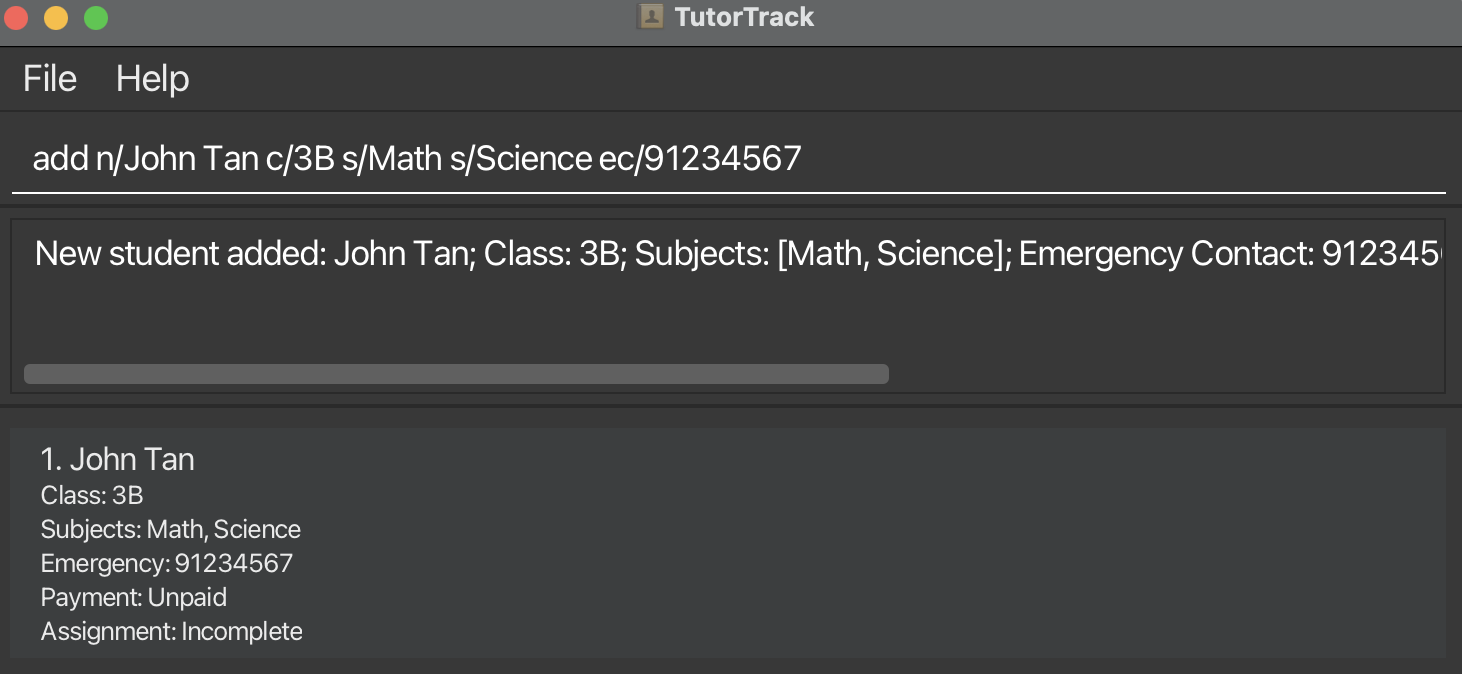 TutorTrack
File Help
add n/John Tan c/3B s/Math s/Science ec/91234567
New student added: John Tan; Class: 3B; Subjects: [Math, Science]; Emergency Contact: 912345
1. John Tan
Class: 3B
Subjects: Math, Science
Emergency: 91234567
Payment: Unpaid
Assignment: Incomplete